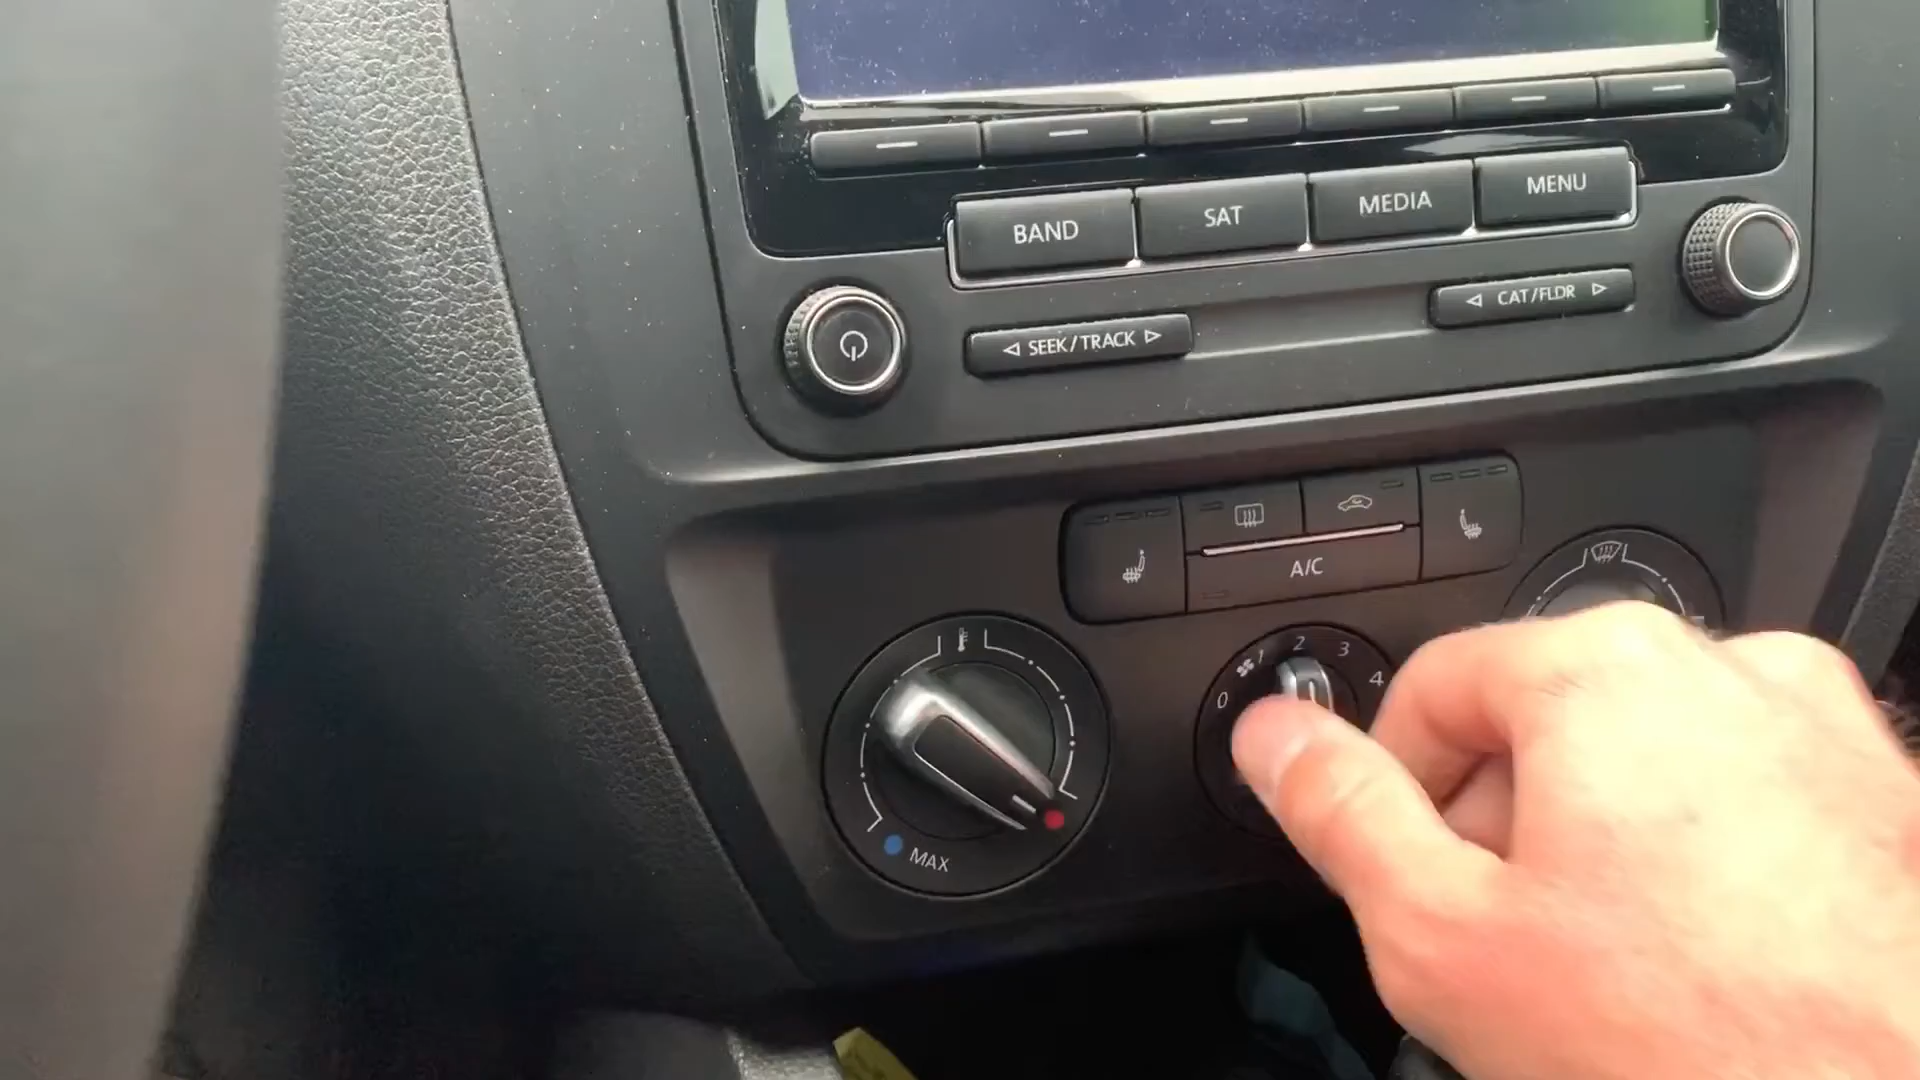 BAND SAT MEDIA MENU
SEEK/TRACK CAT/FLDR
A/C
0 1 2 3 4
MAX